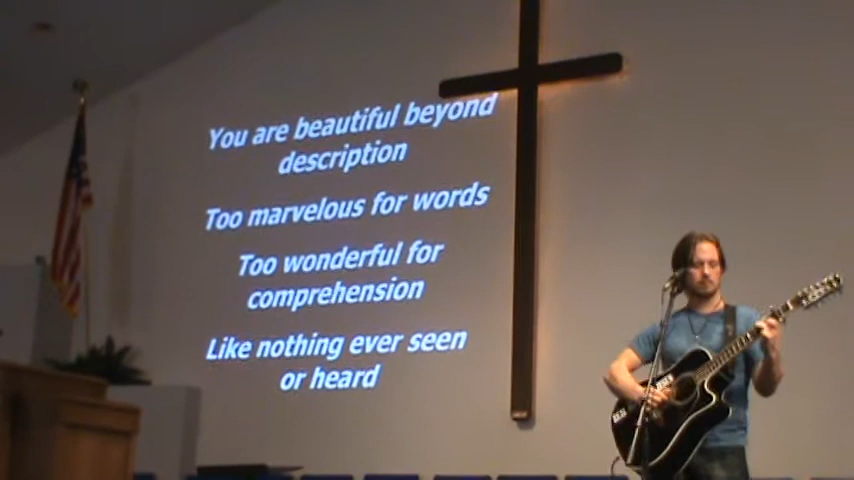 You are beautiful beyond
description
Too marvelous for words
Too wonderful for
comprehension
Like nothing ever seen
or heard